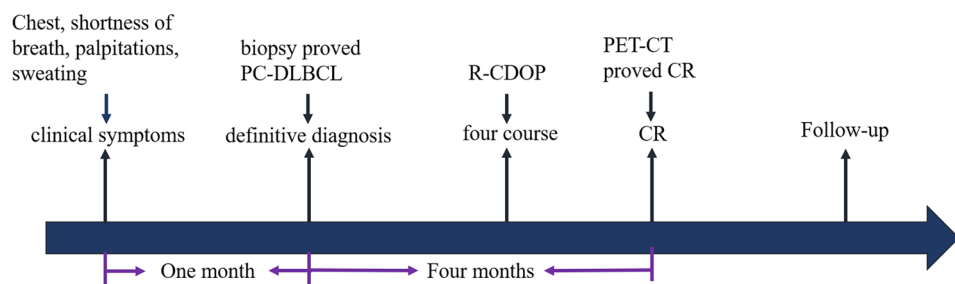 Chest, shortness of
breath, palpitations,
sweating
biopsy proved
PC-DLBCL
R-CDOP
PET-CT
proved CR
clinical symptoms
definitive diagnosis
four course
CR
Follow-up
One month
Four months